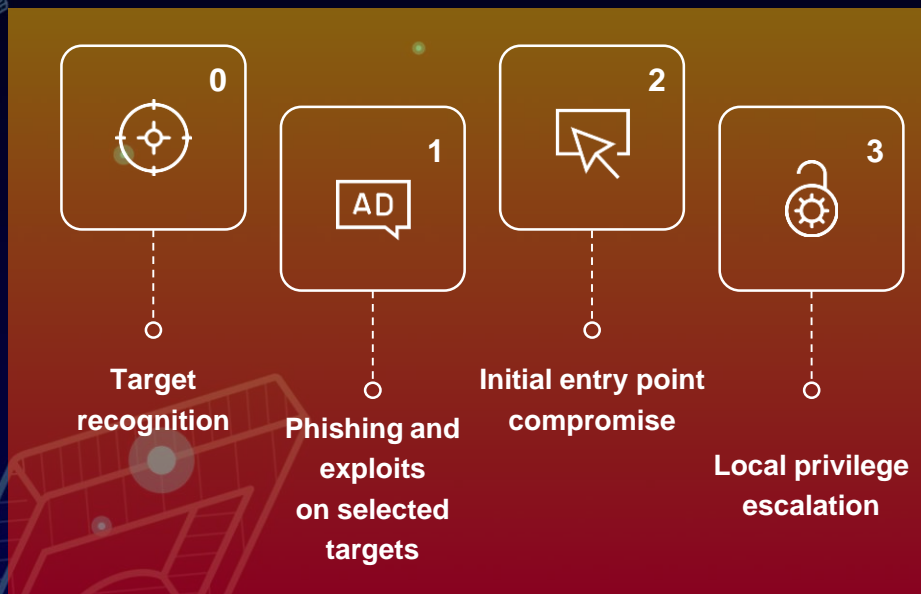 0
Target
recognition
1
AD
Phishing and
exploits
on selected
targets
2
Initial entry point
compromise
3
Local privilege
escalation